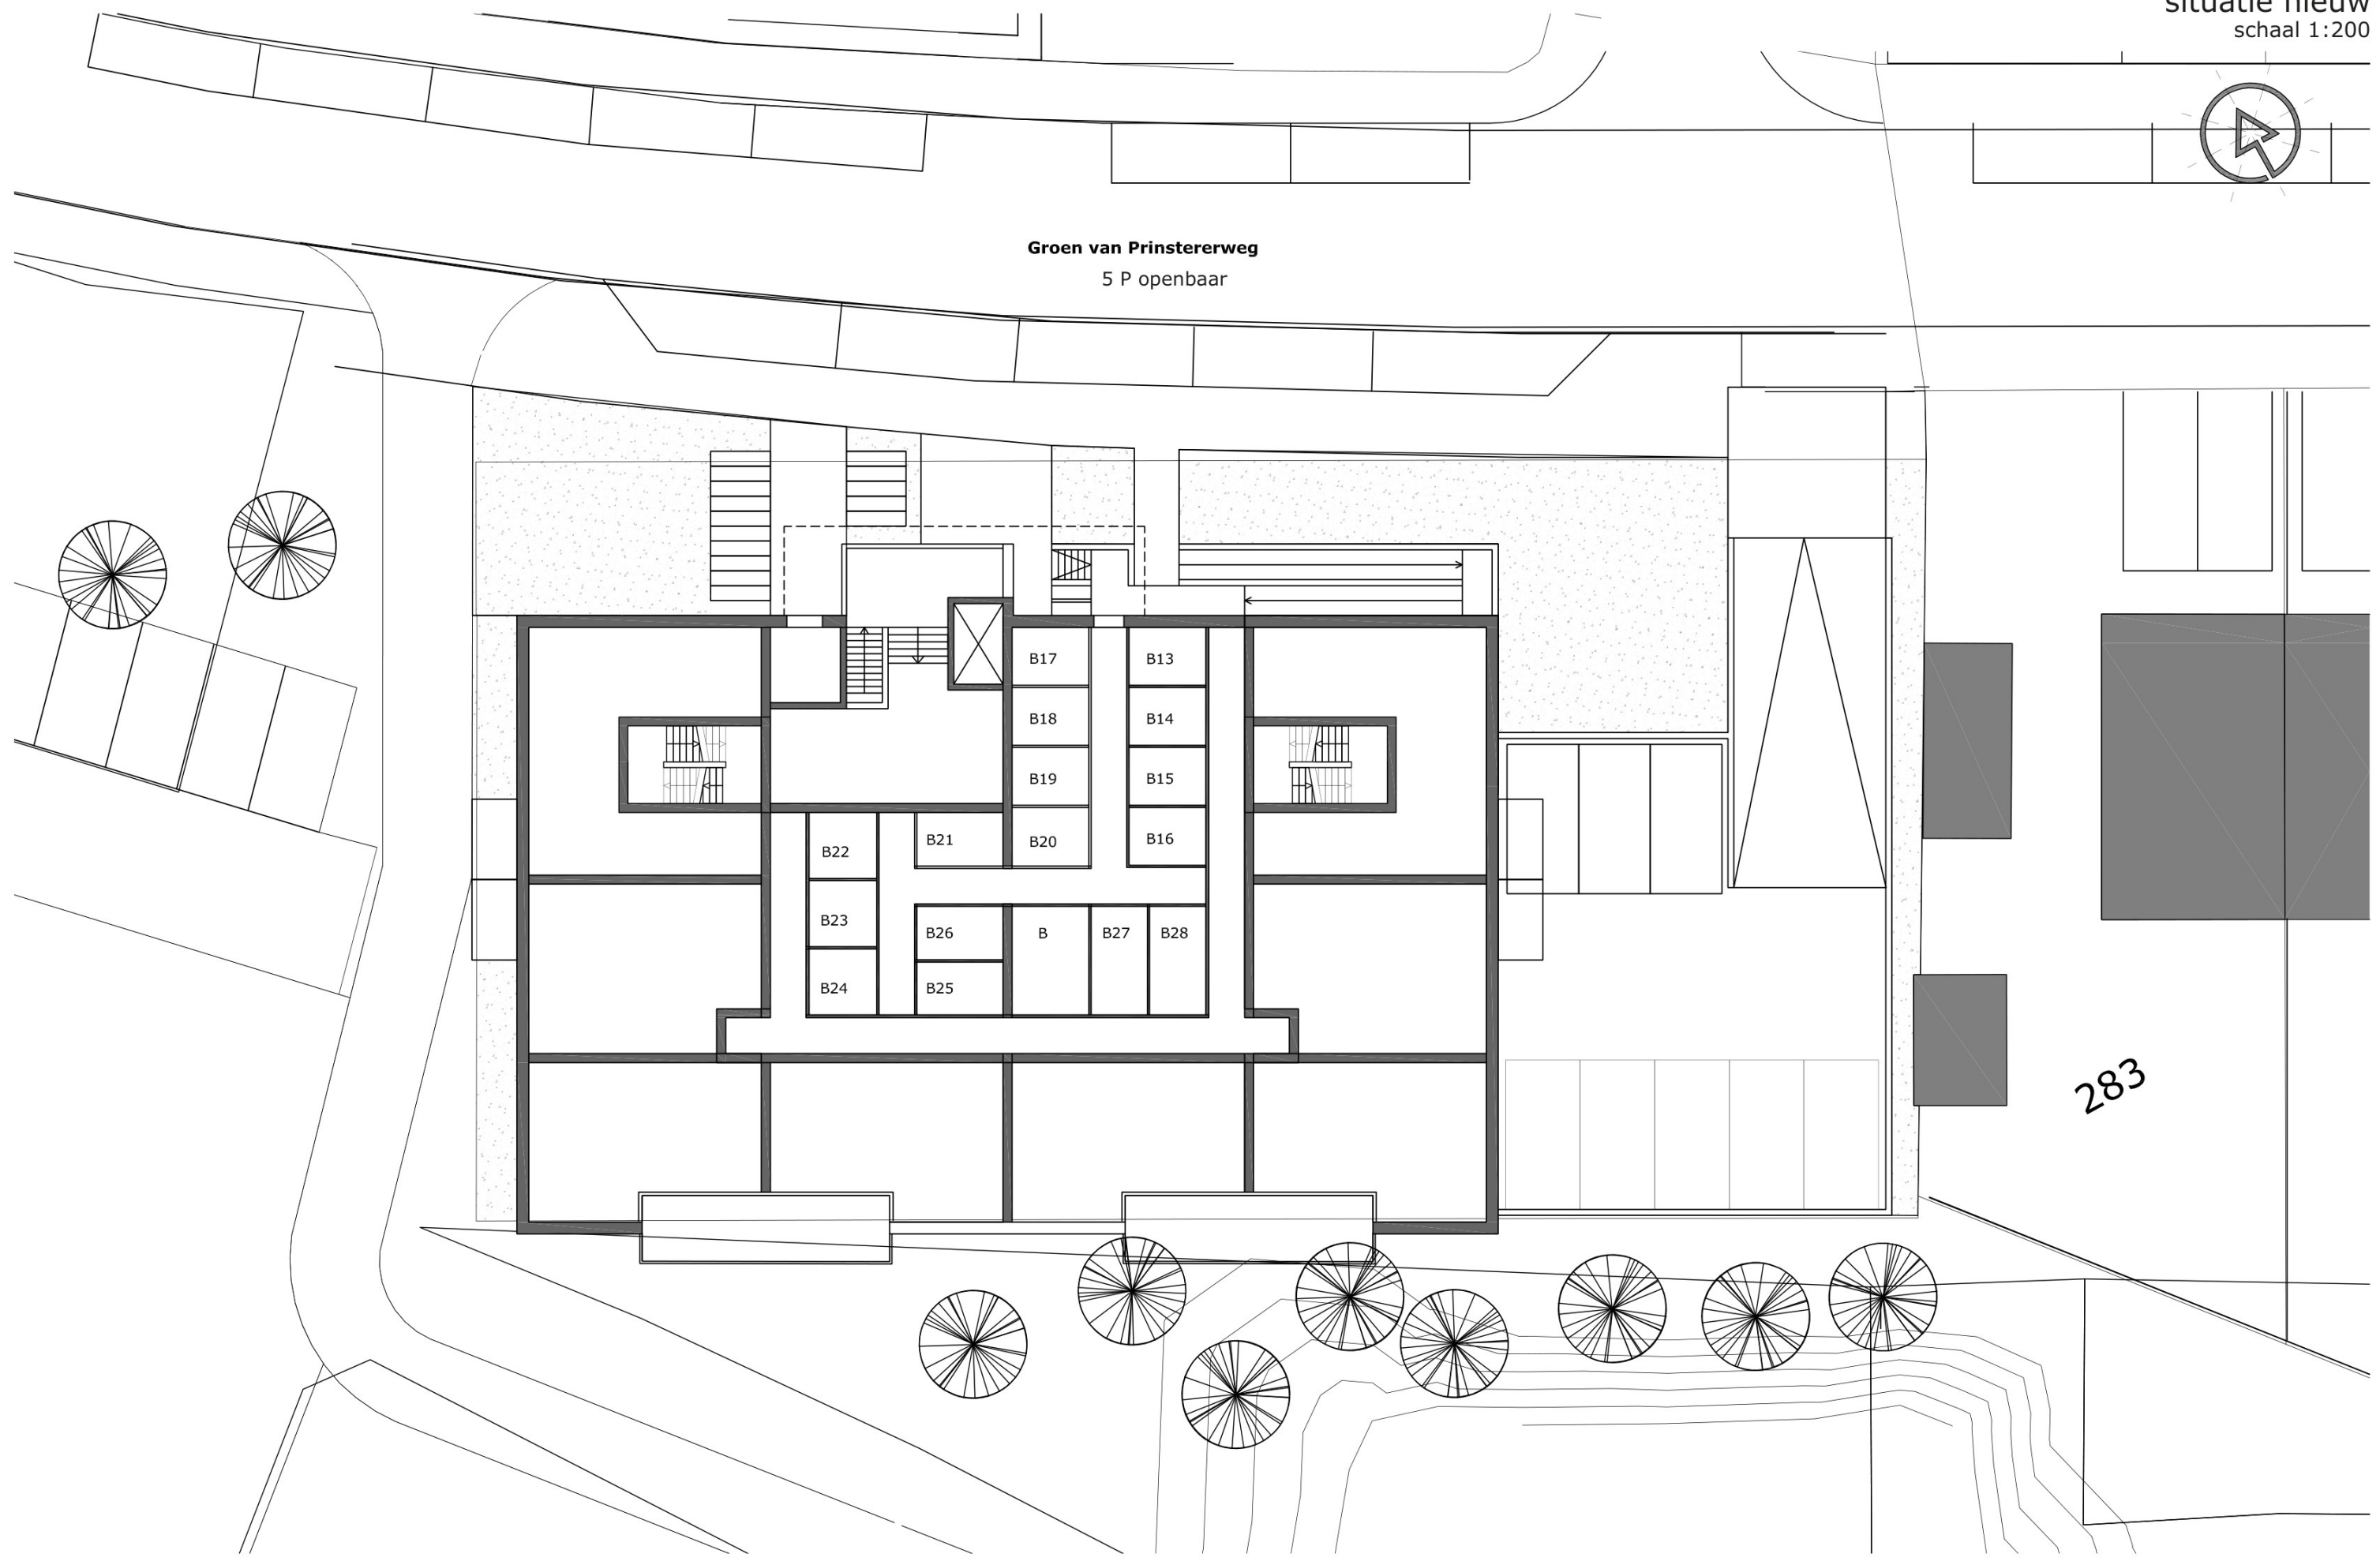 situatie nieuw
schaal 1:200
Groen van Prinstererweg
5 P openbaar
B17
B13
B18
B14
B19
B15
B20
B16
B21
B22
B23
B24
B26
B25
B
B27
B28
283